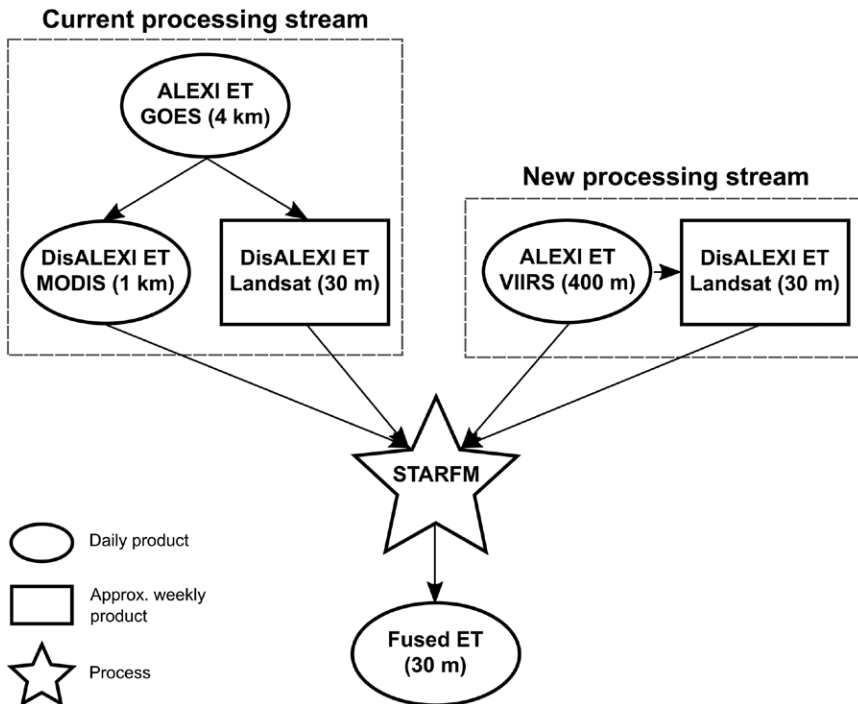 Current processing stream
ALEXI ET
GOES (4 km)
DisALEXI ET
MODIS (1 km)
DisALEXI ET
Landsat (30 m)
New processing stream
ALEXI ET
VIIRS (400 m)
DisALEXI ET
Landsat (30 m)
STARFM
Fused ET
(30 m)
Daily product
Approx. weekly
product
Process